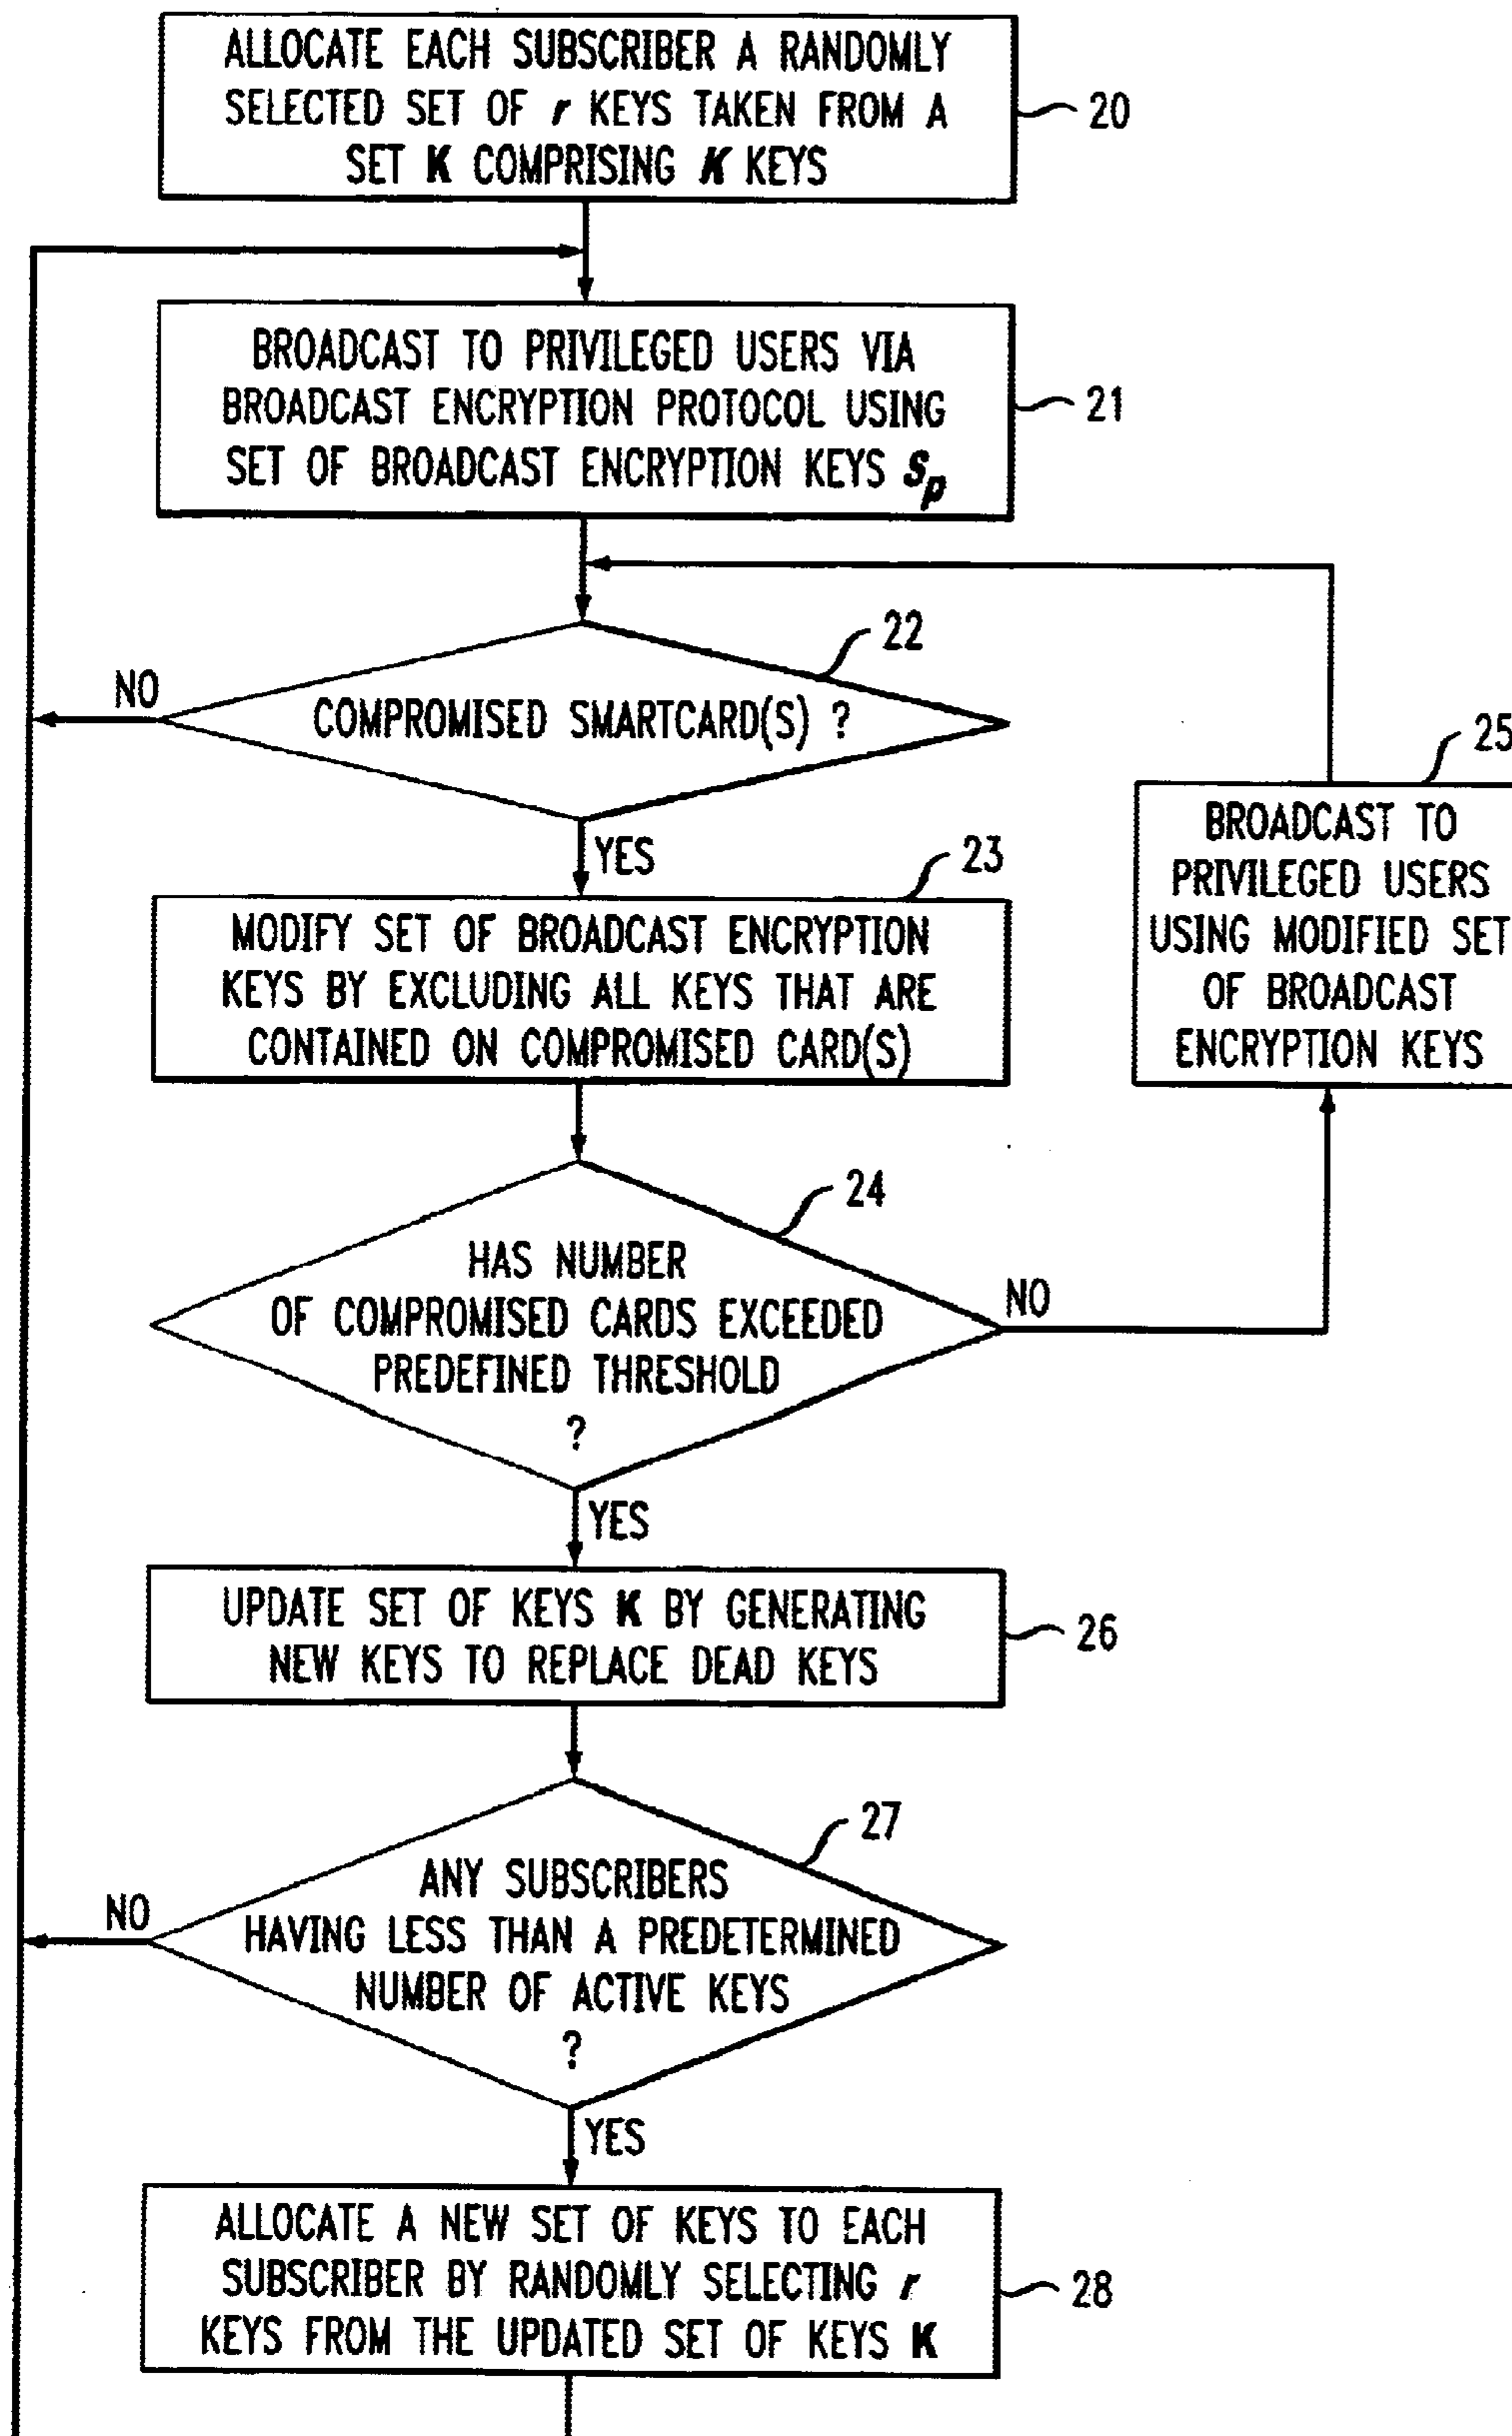 ALLOCATE EACH SUBSCRIBER A RANDOMLY
SELECTED SET OF r KEYS TAKEN FROM A
SET K COMPRISING K KEYS
20
BROADCAST TO PRIVILEGED USERS VIA
BROADCAST ENCRYPTION PROTOCOL USING
SET OF BROADCAST ENCRYPTION KEYS Sp
21
22
NO
COMPROMISED SMARTCARD(S) ?
YES
23
MODIFY SET OF BROADCAST ENCRYPTION
KEYS BY EXCLUDING ALL KEYS THAT ARE
CONTAINED ON COMPROMISED CARD(S)
24
HAS NUMBER
OF COMPROMISED CARDS EXCEEDED
PREDEFINED THRESHOLD
?
NO
25
BROADCAST TO
PRIVILEGED USERS
USING MODIFIED SET
OF BROADCAST
ENCRYPTION KEYS
YES
UPDATE SET OF KEYS K BY GENERATING
NEW KEYS TO REPLACE DEAD KEYS
26
27
NO
ANY SUBSCRIBERS
HAVING LESS THAN A PREDETERMINED
NUMBER OF ACTIVE KEYS
?
YES
ALLOCATE A NEW SET OF KEYS TO EACH
SUBSCRIBER BY RANDOMLY SELECTING r
KEYS FROM THE UPDATED SET OF KEYS K
28